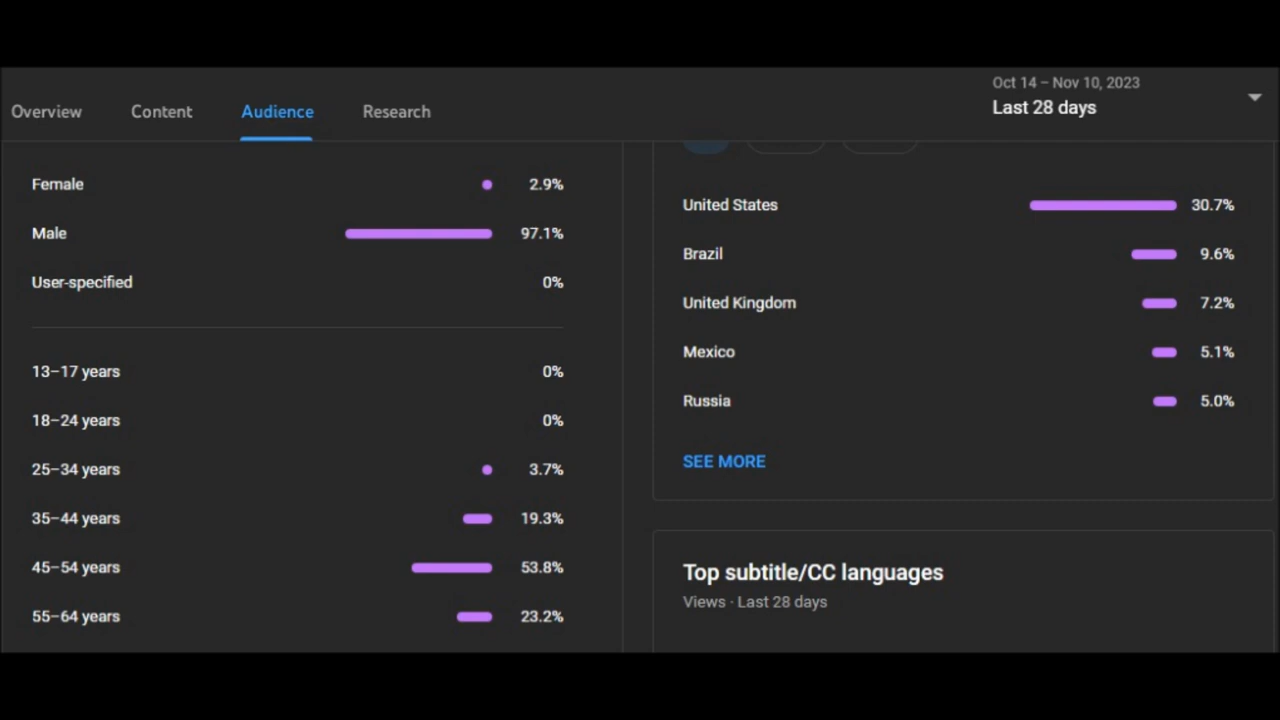 Overview Content Audience Research
Oct 14 – Nov 10, 2023
Last 28 days
Female 2.9%
Male 97.1%
User-specified 0%
13–17 years 0%
18–24 years 0%
25–34 years 3.7%
35–44 years 19.3%
45–54 years 53.8%
55–64 years 23.2%
United States 30.7%
Brazil 9.6%
United Kingdom 7.2%
Mexico 5.1%
Russia 5.0%
SEE MORE
Top subtitle/CC languages
Views · Last 28 days